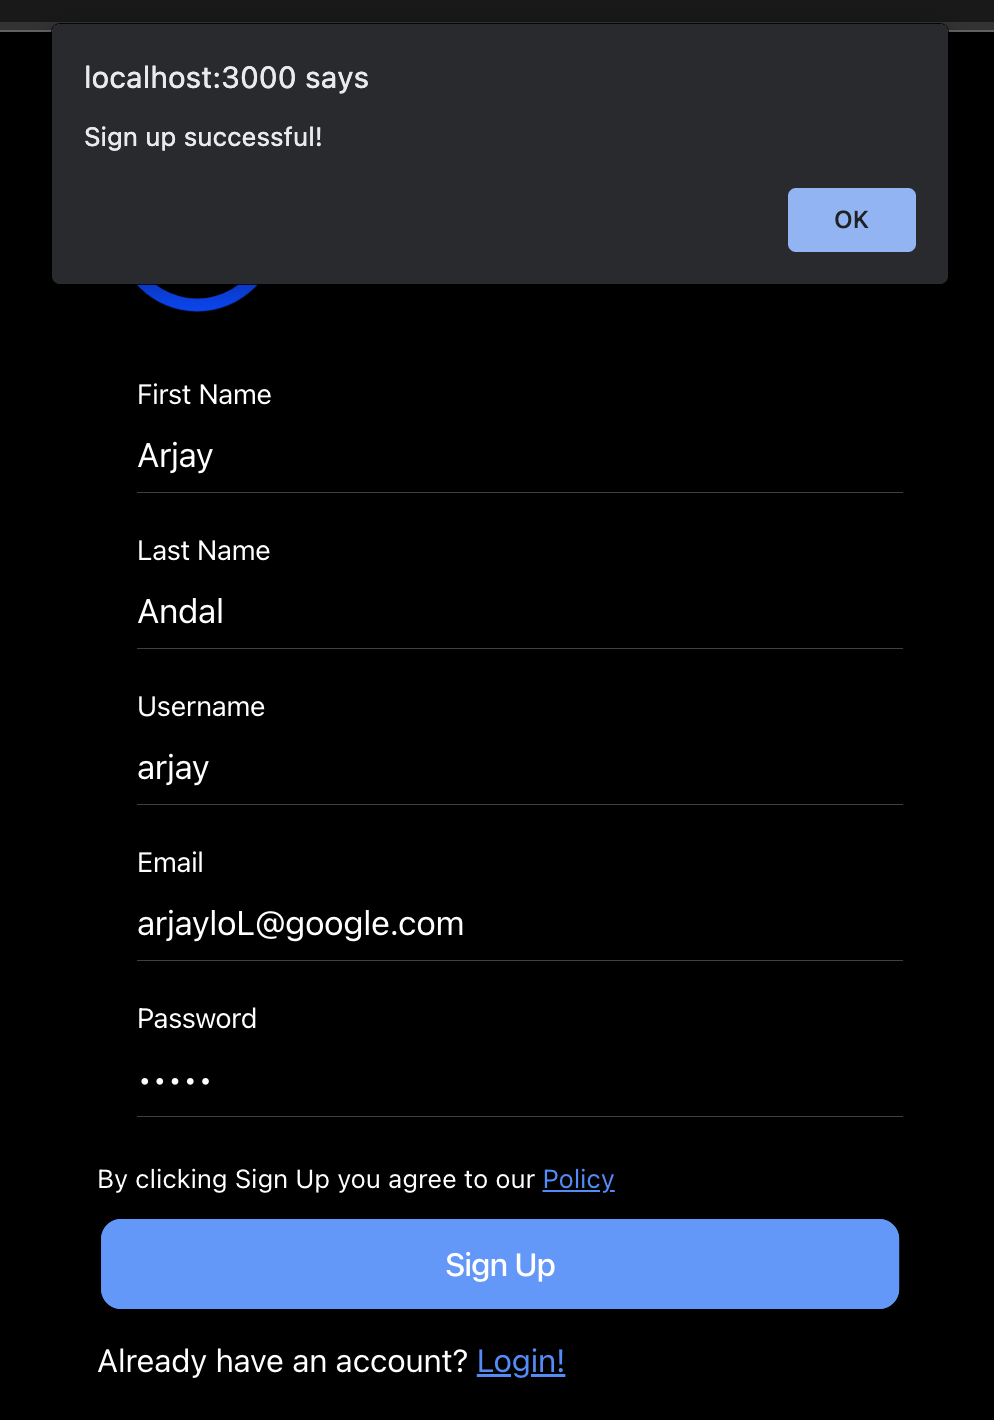 localhost:3000 says
Sign up successful!
OK
First Name
Arjay
Last Name
Andal
Username
arjay
Email
arjayloL@google.com
Password
•••••
By clicking Sign Up you agree to our Policy
Sign Up
Already have an account? Login!